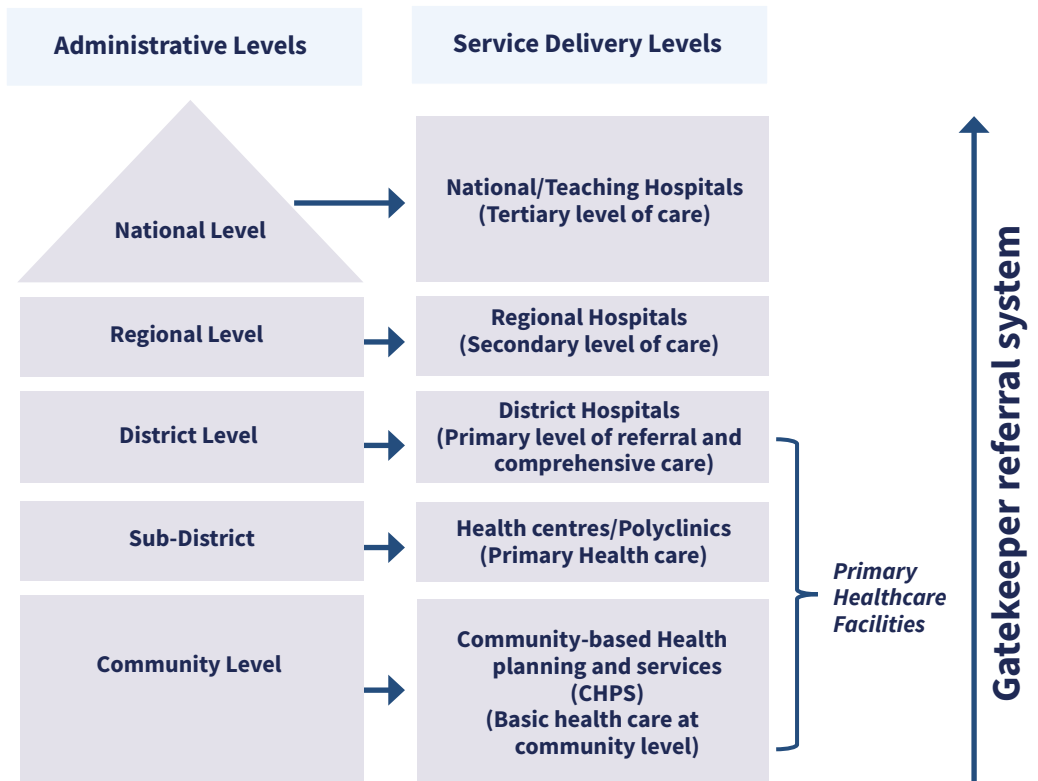 Administrative Levels
Service Delivery Levels
National Level
National/Teaching Hospitals
(Tertiary level of care)
Regional Level
Regional Hospitals
(Secondary level of care)
District Level
District Hospitals
(Primary level of referral and
comprehensive care)
Sub-District
Health centres/Polyclinics
(Primary Health care)
Community Level
Community-based Health
planning and services
(CHPS)
(Basic health care at
community level)
Primary
Healthcare
Facilities
Gatekeeper referral system